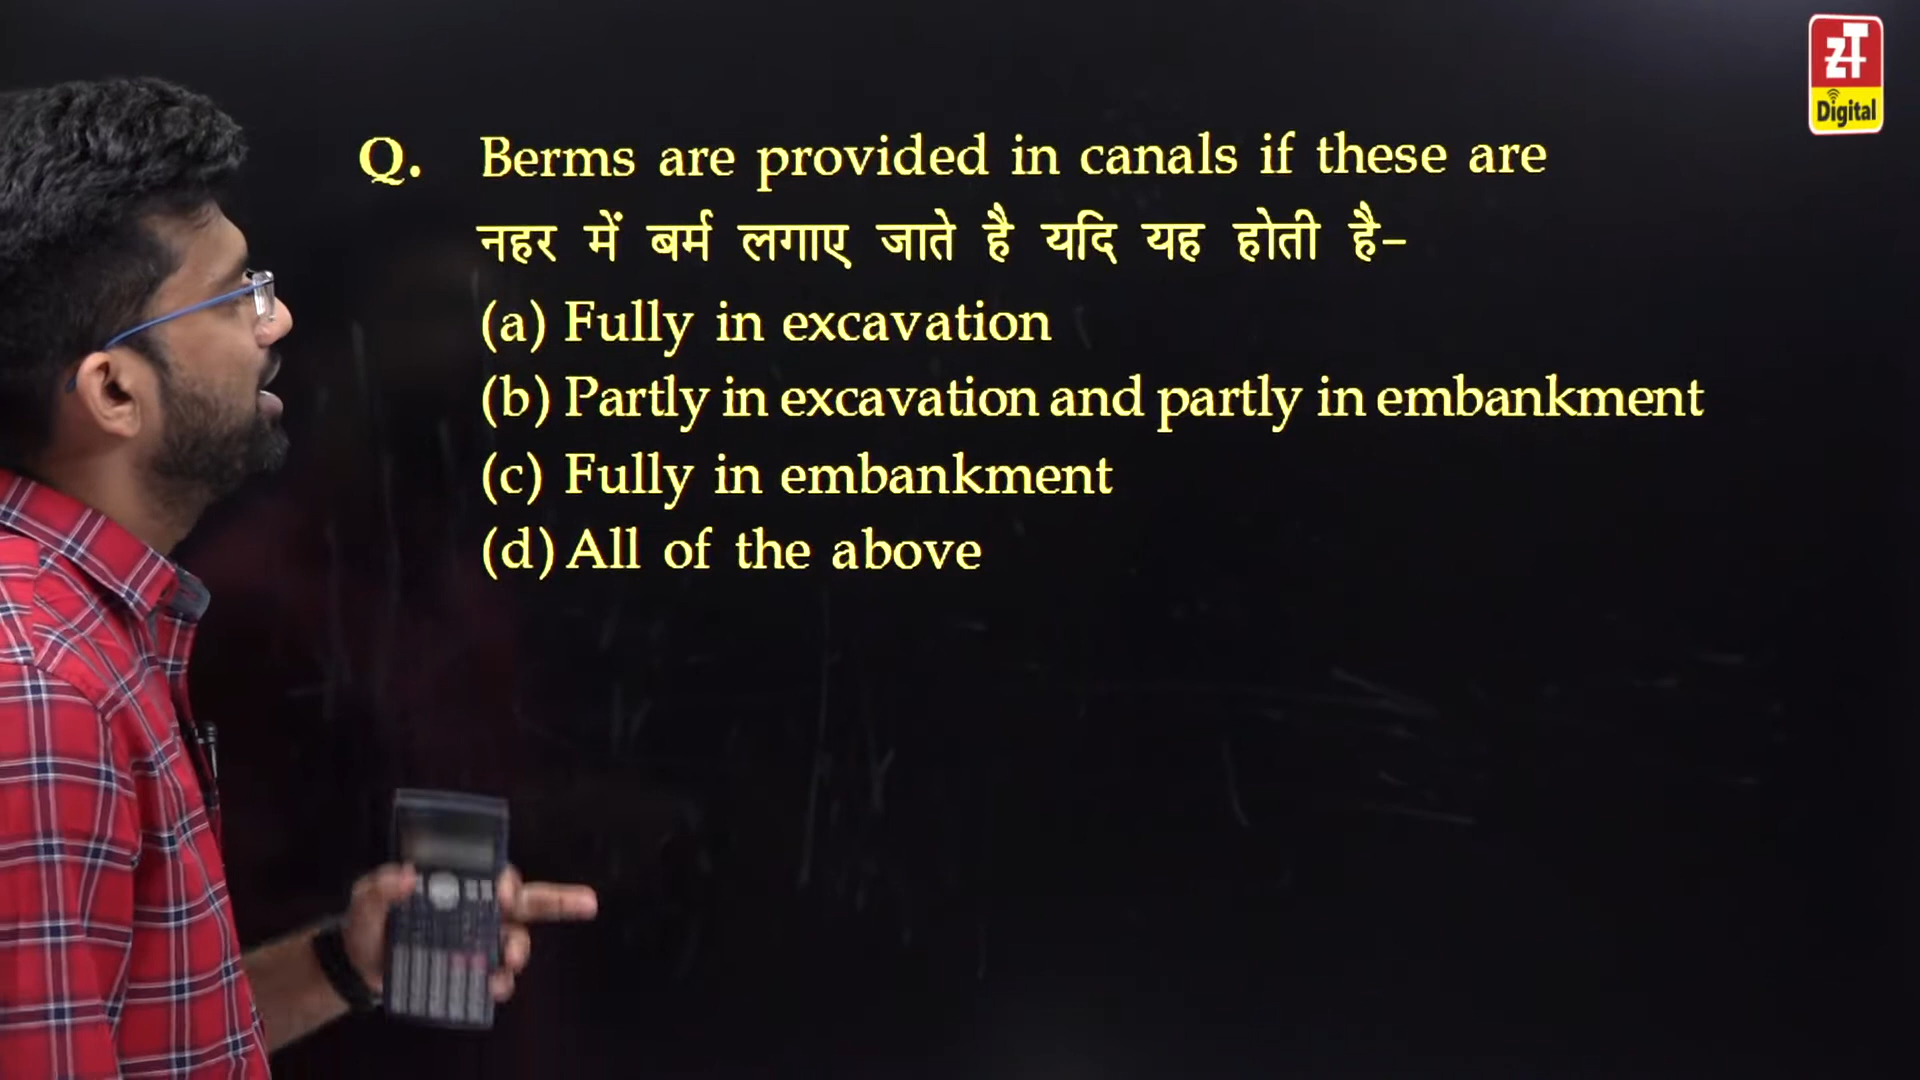 ZT
Digital
Q. Berms are provided in canals if these are
नहर में बर्म लगाए जाते है यदि यह होती है–
(a) Fully in excavation
(b) Partly in excavation and partly in embankment
(c) Fully in embankment
(d) All of the above